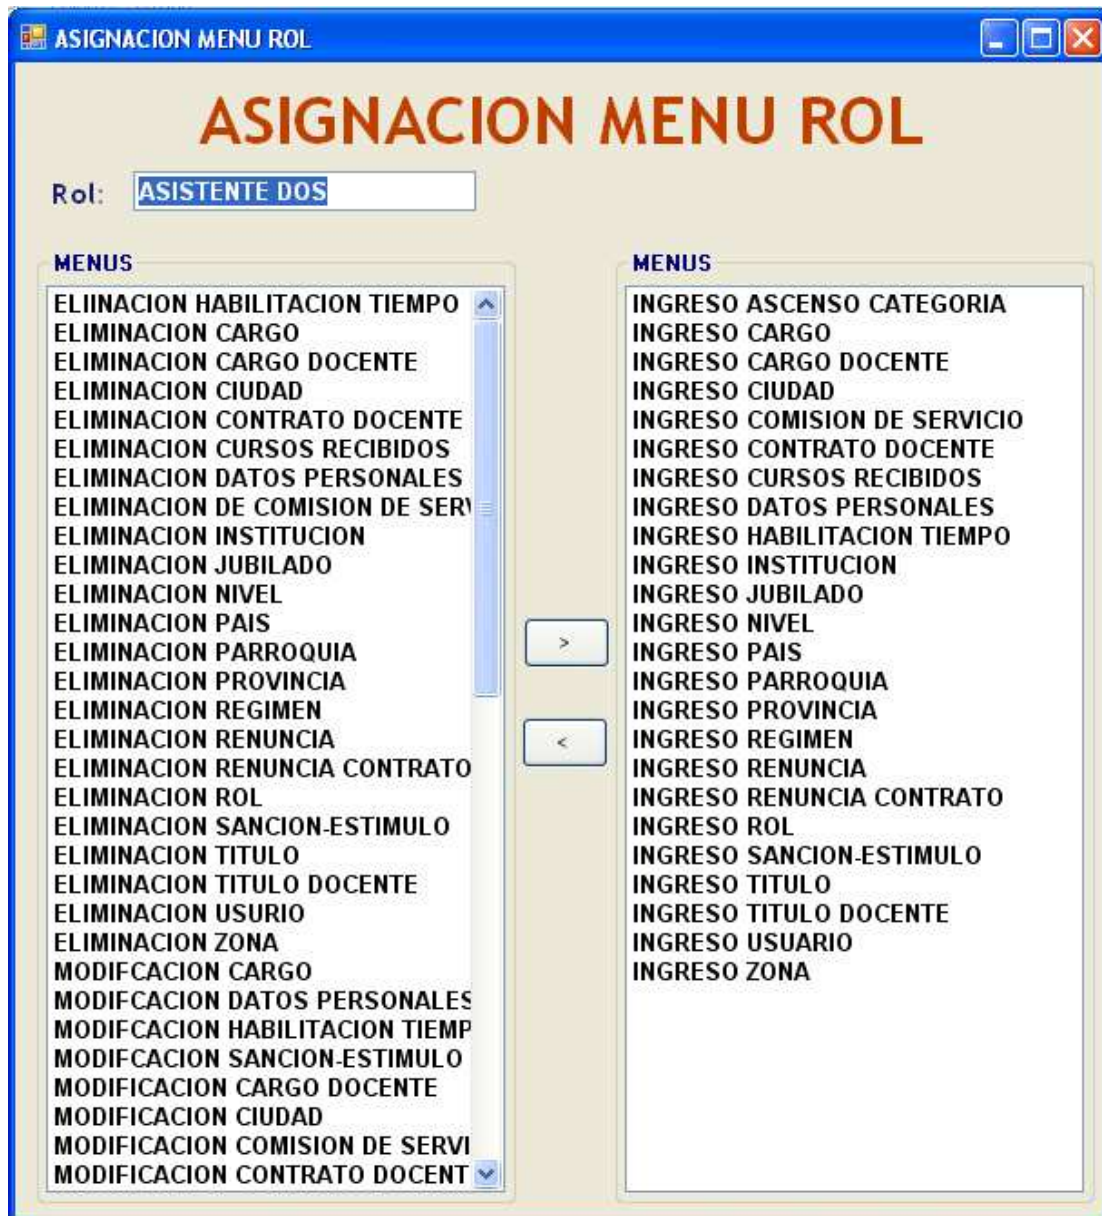 ASIGNACION MENU ROL
ASIGNACION MENU ROL
Rol: ASISTENTE DOS
MENUS
ELIINACION HABILITACION TIEMPO
ELIMINACION CARGO
ELIMINACION CARGO DOCENTE
ELIMINACION CIUDAD
ELIMINACION CONTRATO DOCENTE
ELIMINACION CURSOS RECIBIDOS
ELIMINACION DATOS PERSONALES
ELIMINACION DE COMISION DE SERV
ELIMINACION INSTITUCION
ELIMINACION JUBILADO
ELIMINACION NIVEL
ELIMINACION PAIS
ELIMINACION PARROQUIA
ELIMINACION PROVINCIA
ELIMINACION REGIMEN
ELIMINACION RENUNCIA
ELIMINACION RENUNCIA CONTRATO
ELIMINACION ROL
ELIMINACION SANCION-ESTIMULO
ELIMINACION TITULO
ELIMINACION TITULO DOCENTE
ELIMINACION USURIO
ELIMINACION ZONA
MODIFCACION CARGO
MODIFCACION DATOS PERSONALES
MODIFCACION HABILITACION TIEMP
MODIFCACION SANCION-ESTIMULO
MODIFICACION CARGO DOCENTE
MODIFICACION CIUDAD
MODIFICACION COMISION DE SERVI
MODIFICACION CONTRATO DOCENT
>
<
MENUS
INGRESO ASCENSO CATEGORIA
INGRESO CARGO
INGRESO CARGO DOCENTE
INGRESO CIUDAD
INGRESO COMISION DE SERVICIO
INGRESO CONTRATO DOCENTE
INGRESO CURSOS RECIBIDOS
INGRESO DATOS PERSONALES
INGRESO HABILITACION TIEMPO
INGRESO INSTITUCION
INGRESO JUBILADO
INGRESO NIVEL
INGRESO PAIS
INGRESO PARROQUIA
INGRESO PROVINCIA
INGRESO REGIMEN
INGRESO RENUNCIA
INGRESO RENUNCIA CONTRATO
INGRESO ROL
INGRESO SANCION-ESTIMULO
INGRESO TITULO
INGRESO TITULO DOCENTE
INGRESO USUARIO
INGRESO ZONA